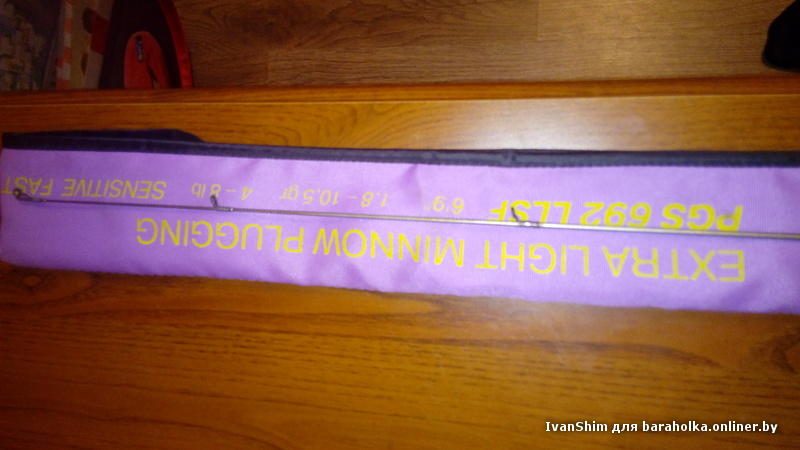 EXTRA LIGHT MINNOW PLUGGING
PGS 692 LLSF 6'9" 1.8 - 10,5 gr 4 - 8 lb SENSITIVE FAST
IvanShim для baraholka.onliner.by